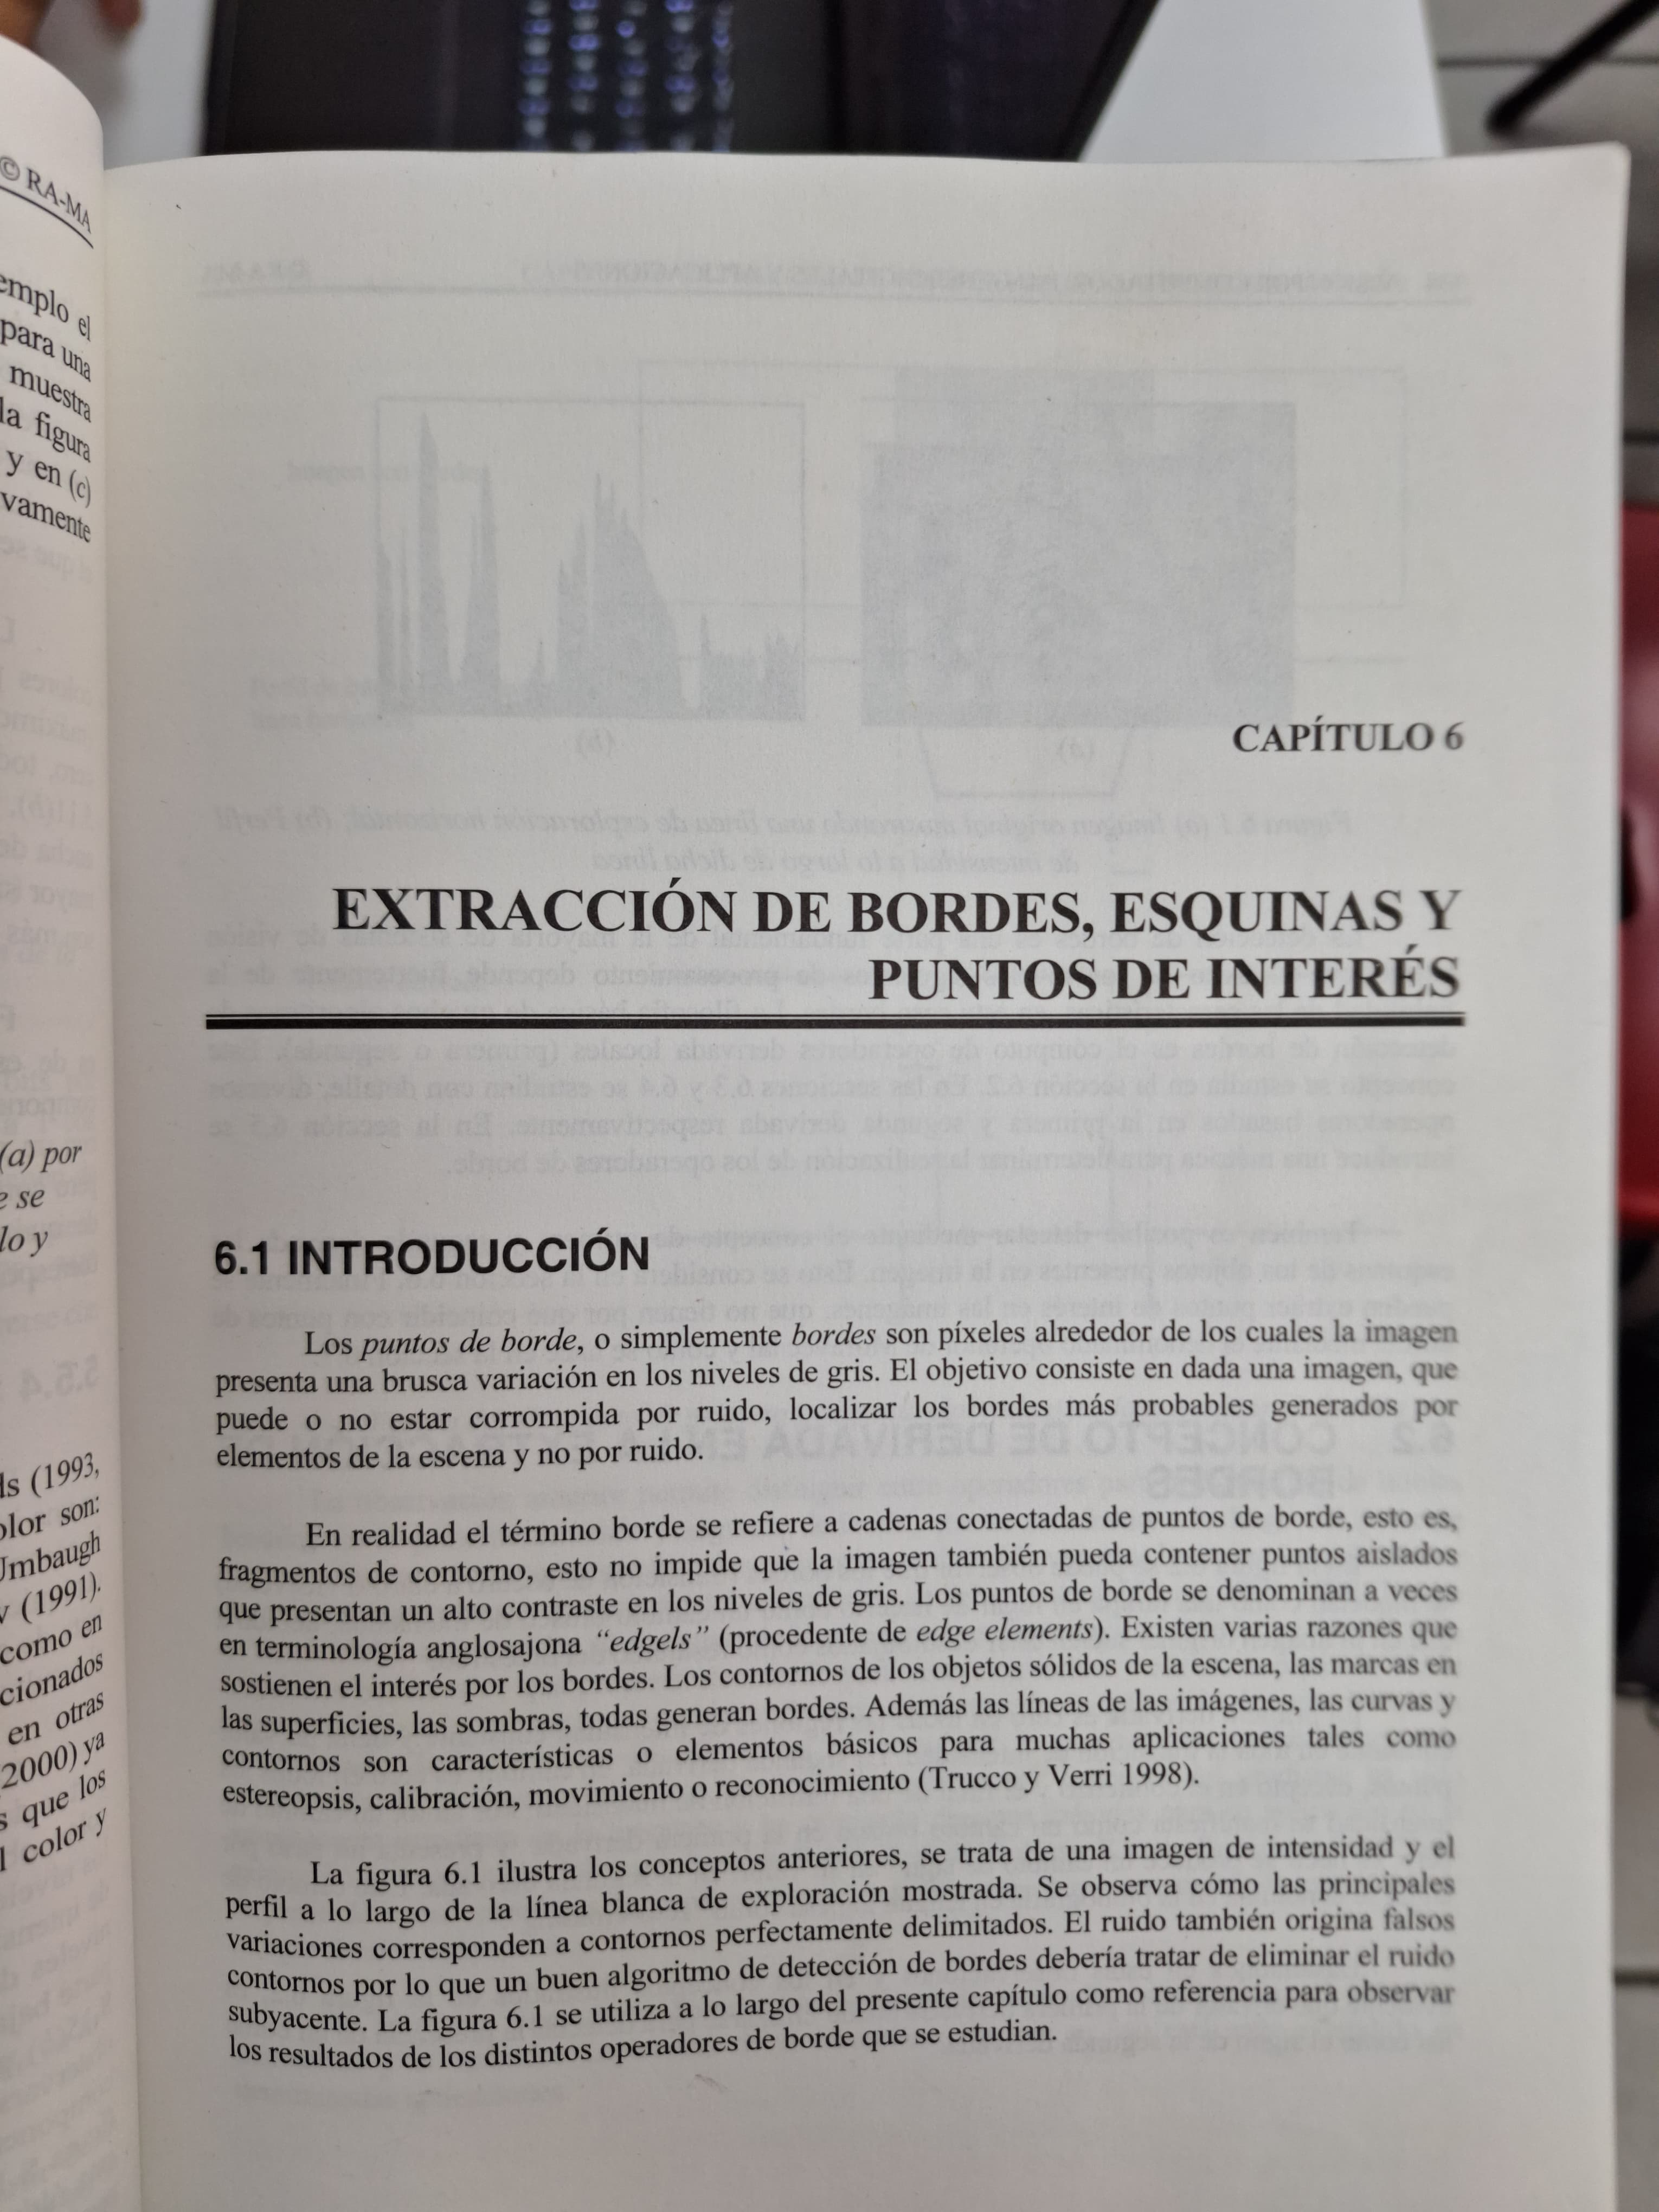 © RA-MA
emplo el
para una
muestra
la figura
y en (c)
vamente
(a) por
e se
lo y
ls (1993,
olor son:
Umbaugh
y (1991).
como en
cionados
en otras
2000) ya
s que los
l color y
CAPÍTULO 6
EXTRACCIÓN DE BORDES, ESQUINAS Y
PUNTOS DE INTERÉS
6.1 INTRODUCCIÓN
Los puntos de borde, o simplemente bordes son píxeles alrededor de los cuales la imagen
presenta una brusca variación en los niveles de gris. El objetivo consiste en dada una imagen, que
puede o no estar corrompida por ruido, localizar los bordes más probables generados por
elementos de la escena y no por ruido.
En realidad el término borde se refiere a cadenas conectadas de puntos de borde, esto es,
fragmentos de contorno, esto no impide que la imagen también pueda contener puntos aislados
que presentan un alto contraste en los niveles de gris. Los puntos de borde se denominan a veces
en terminología anglosajona “edgels” (procedente de edge elements). Existen varias razones que
sostienen el interés por los bordes. Los contornos de los objetos sólidos de la escena, las marcas en
las superficies, las sombras, todas generan bordes. Además las líneas de las imágenes, las curvas y
contornos son características o elementos básicos para muchas aplicaciones tales como
estereopsis, calibración, movimiento o reconocimiento (Trucco y Verri 1998).
La figura 6.1 ilustra los conceptos anteriores, se trata de una imagen de intensidad y el
perfil a lo largo de la línea blanca de exploración mostrada. Se observa cómo las principales
variaciones corresponden a contornos perfectamente delimitados. El ruido también origina falsos
contornos por lo que un buen algoritmo de detección de bordes debería tratar de eliminar el ruido
subyacente. La figura 6.1 se utiliza a lo largo del presente capítulo como referencia para observar
los resultados de los distintos operadores de borde que se estudian.